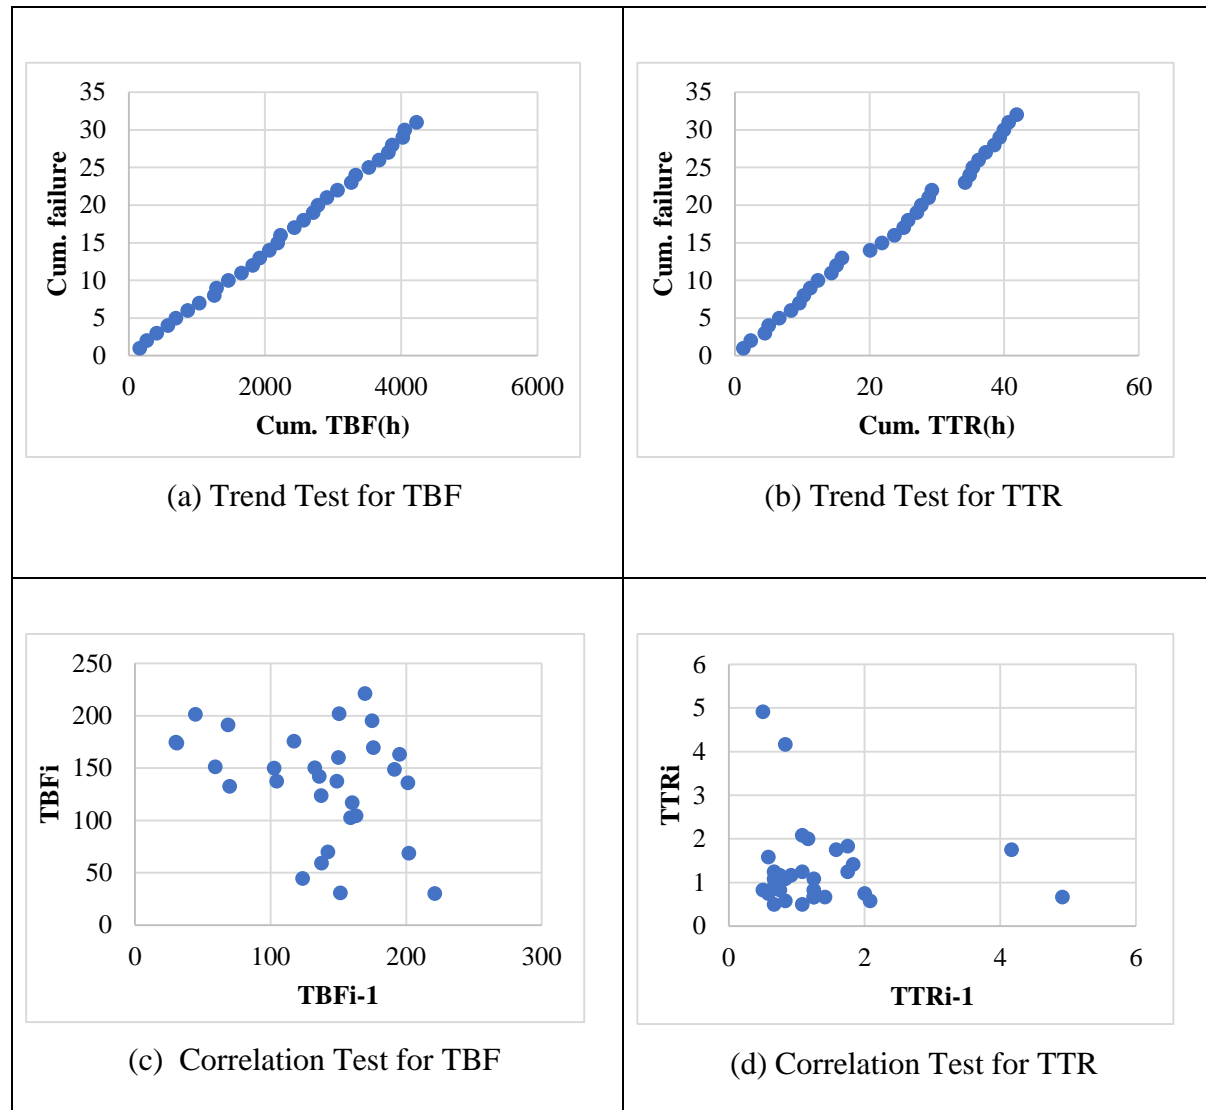 35
30
25
20
15
10
5
0
Cum. failure
0 2000 4000 6000
Cum. TBF(h)
(a) Trend Test for TBF
35
30
25
20
15
10
5
0
Cum. failure
0 20 40 60
Cum. TTR(h)
(b) Trend Test for TTR
250
200
150
100
50
0
TBFi
0 100 200 300
TBFi-1
(c) Correlation Test for TBF
6
5
4
3
2
1
0
TTRi
0 2 4 6
TTRi-1
(d) Correlation Test for TTR